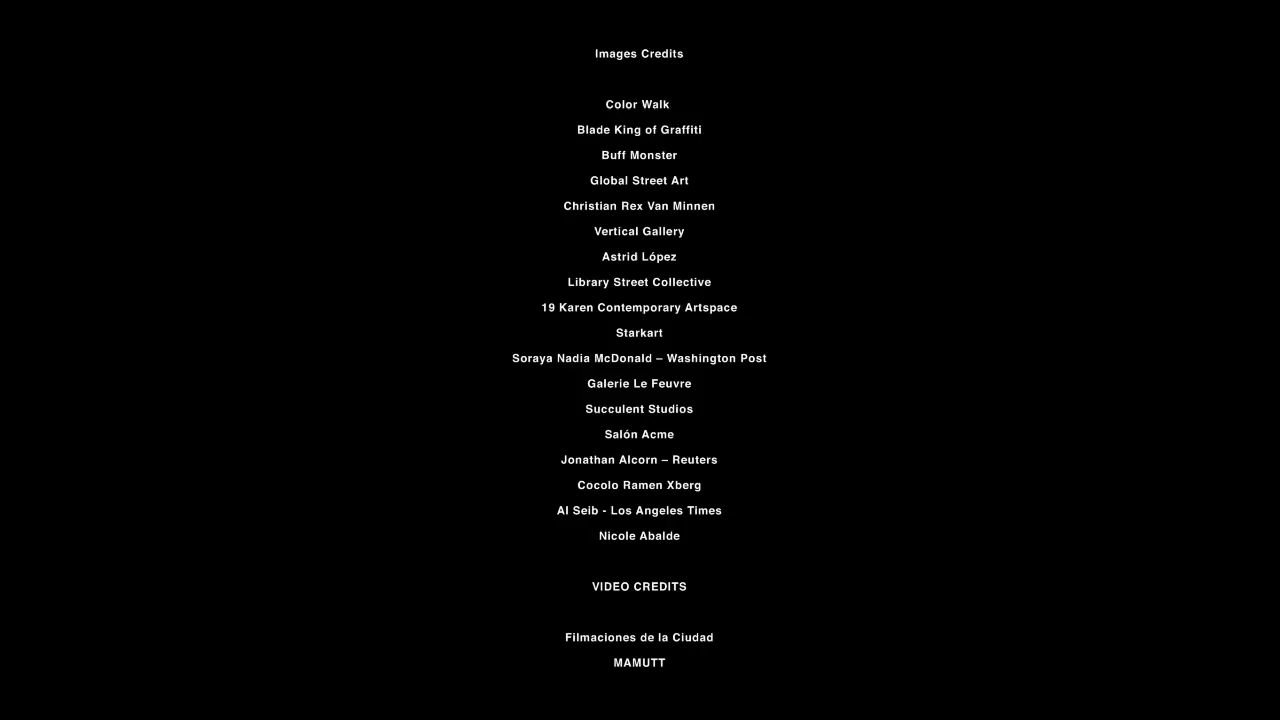 Images Credits
Color Walk
Blade King of Graffiti
Buff Monster
Global Street Art
Christian Rex Van Minnen
Vertical Gallery
Astrid López
Library Street Collective
19 Karen Contemporary Artspace
Starkart
Soraya Nadia McDonald – Washington Post
Galerie Le Feuvre
Succulent Studios
Salón Acme
Jonathan Alcorn – Reuters
Cocolo Ramen Xberg
Al Seib - Los Angeles Times
Nicole Abalde
VIDEO CREDITS
Filmaciones de la Ciudad
MAMUTT